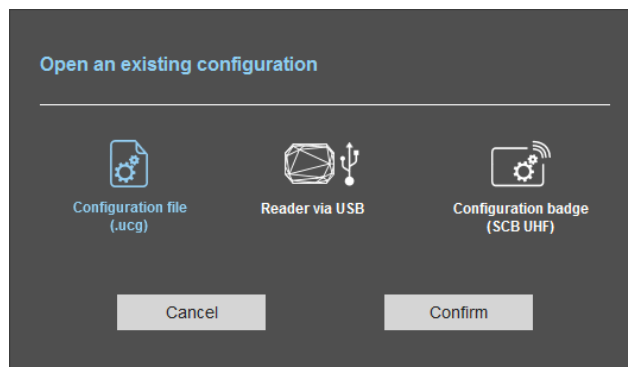 Open an existing configuration
Configuration file
(.ucg)
Reader via USB
Configuration badge
(SCB UHF)
Cancel
Confirm